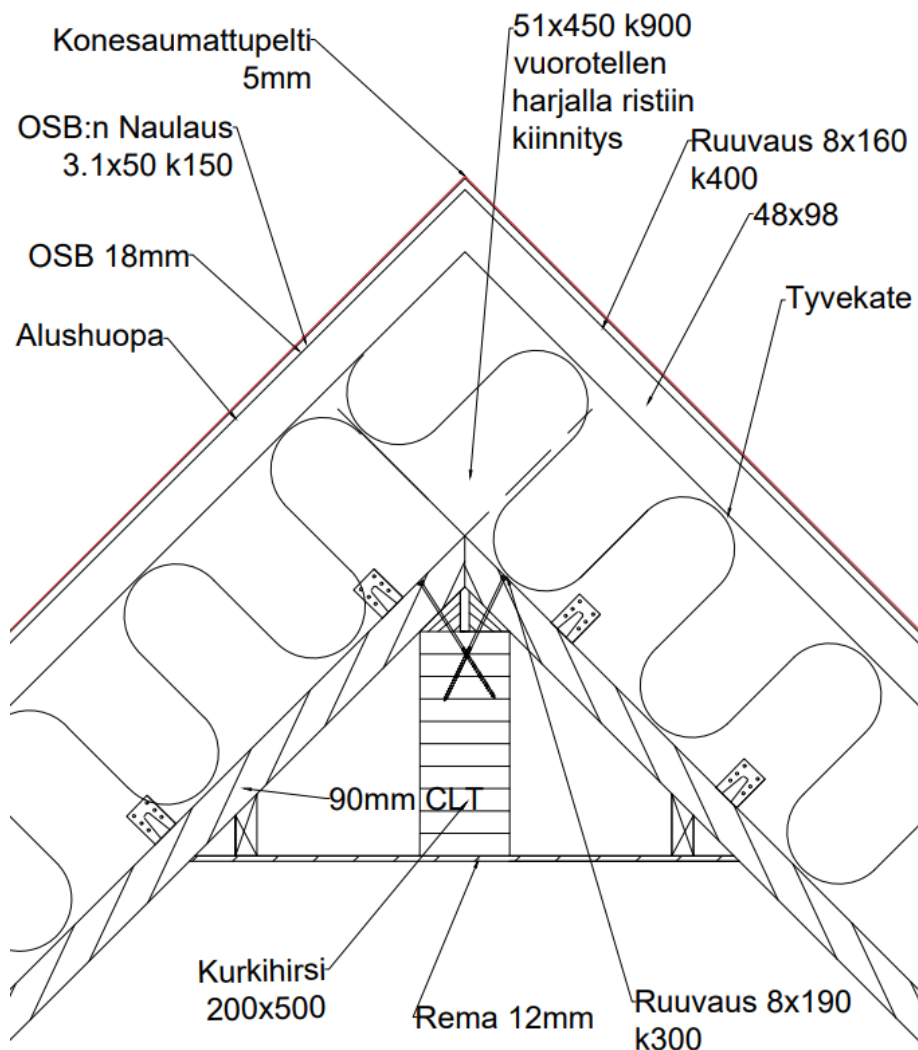 Konesaumattupelti
5mm
51x450 k900
vuorotellen
harjalla ristiin
kiinnitys
OSB:n Naulaus
3.1x50 k150
Ruuvaus 8x160
k400
48x98
OSB 18mm
Tyvekate
Alushuopa
90mm CLT
Kurkihirsi
200x500
Rema 12mm
Ruuvaus 8x190
k300